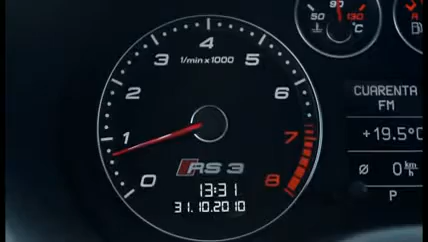 50 90 130
°C
A
4
3 5
1/min x 1000
2 6
1 7
0 8
RS 3
13:31
31.10.2010
CUARENTA
FM
+19.5°C
Ø 0 km/h
P